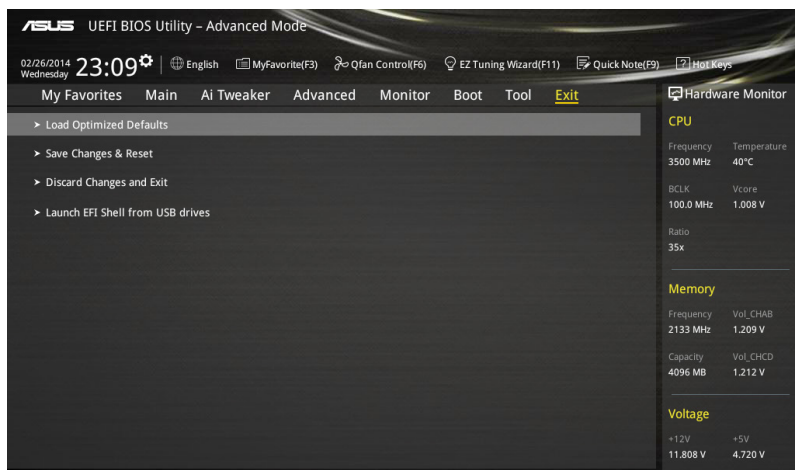 ASUS UEFI BIOS Utility – Advanced Mode
02/26/2014 Wednesday 23:09 English MyFavorite(F3) Qfan Control(F6) EZ Tuning Wizard(F11) Quick Note(F9) ? Hot Keys
My Favorites Main Ai Tweaker Advanced Monitor Boot Tool Exit
Load Optimized Defaults
Save Changes & Reset
Discard Changes and Exit
Launch EFI Shell from USB drives
Hardware Monitor
CPU
Frequency Temperature
3500 MHz 40°C
BCLK Vcore
100.0 MHz 1.008 V
Ratio
35x
Memory
Frequency Vol_CHAB
2133 MHz 1.209 V
Capacity Vol_CHCD
4096 MB 1.212 V
Voltage
+12V +5V
11.808 V 4.720 V